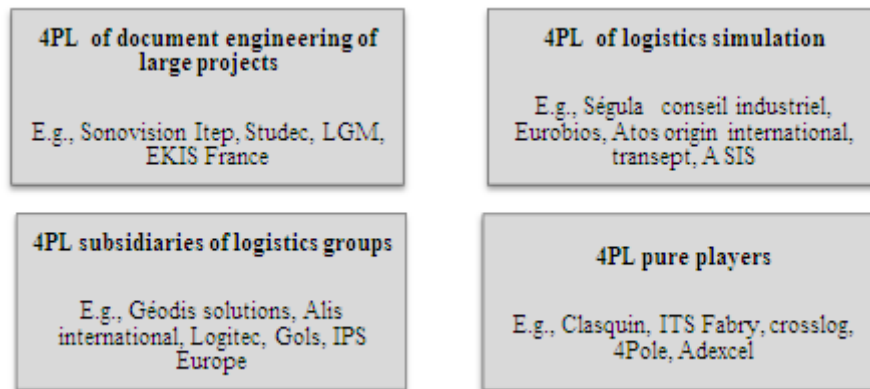 4PL of document engineering of
large projects
E.g., Sonovision Itep, Studec, LGM,
EKIS France
4PL of logistics simulation
E.g., Ségula conseil industriel,
Eurobios, Atos origin international,
transept, A SIS
4PL subsidiaries of logistics groups
E.g., Géodis solutions, Alis
international, Logitec, Gols, IPS
Europe
4PL pure players
E.g., Clasquin, ITS Fabry, crosslog,
4Pole, Adexcel